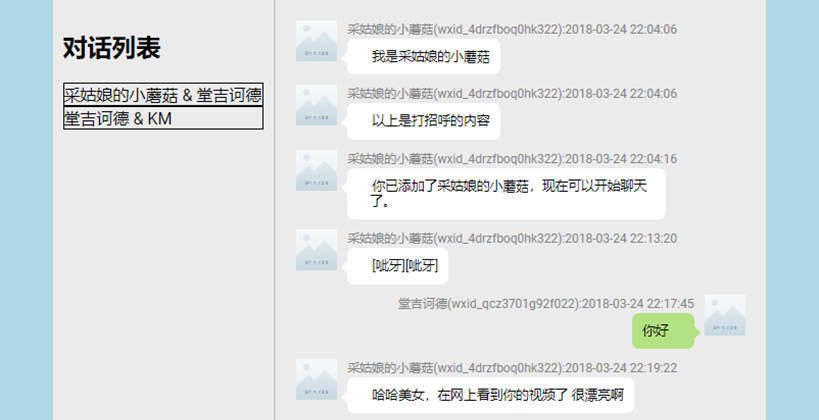 对话列表
采姑娘的小蘑菇 & 堂吉诃德
堂吉诃德 & KM
采姑娘的小蘑菇(wxid_4drzfboq0hk322):2018-03-24 22:04:06
我是采姑娘的小蘑菇
采姑娘的小蘑菇(wxid_4drzfboq0hk322):2018-03-24 22:04:06
以上是打招呼的内容
采姑娘的小蘑菇(wxid_4drzfboq0hk322):2018-03-24 22:04:16
你已添加了采姑娘的小蘑菇，现在可以开始聊天
了。
采姑娘的小蘑菇(wxid_4drzfboq0hk322):2018-03-24 22:13:20
[呲牙][呲牙]
堂吉诃德(wxid_qcz3701g92f022):2018-03-24 22:17:45
你好
采姑娘的小蘑菇(wxid_4drzfboq0hk322):2018-03-24 22:19:22
哈哈美女，在网上看到你的视频了 很漂亮啊